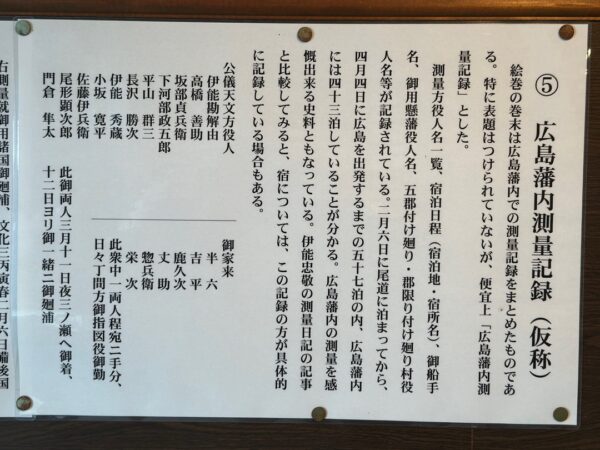 ⑤ 広島藩内測量記録（仮称）
絵巻の巻末は広島藩内での測量記録をまとめたものであ
る。特に表題はつけられていないが、便宜上「広島藩内測
量記録」とした。
測量方役人名一覧、宿泊日程（宿泊地・宿所名）、御船手
名、御用懸藩役人名、五郡付け廻り・郡限り付け廻り村役
人名等が記録されている。二月六日に尾道に泊まってから、
四月四日に広島を出発するまでの五十七泊の内、広島藩内
には四十三泊していることが分かる。広島藩内の測量を感
慨出来る史料ともなっている。伊能忠敬の測量日記の記事
と比較してみると、宿については、この記録の方が具体的
に記録している場合もある。
公儀天文方役人
伊能勘解由
高橋 善助
坂部貞兵衛
下河部政五郎
平山 群三
長沢 勝次
伊能 秀蔵
小坂 寛平
佐藤伊兵衛
尾形顕次郎
門倉 隼太
御家来
半六
吉平
鹿久次
丈助
惣兵衛
栄次
此衆中一両人程宛ニ手分、
日々丁間方御指図役御勤
此御両人三月十一日夜三ノ瀬へ御着、
十二日ヨリ御一緒ニ御廻浦
右測量就御用諸国御廻浦、文化三丙寅春二月六日備後国